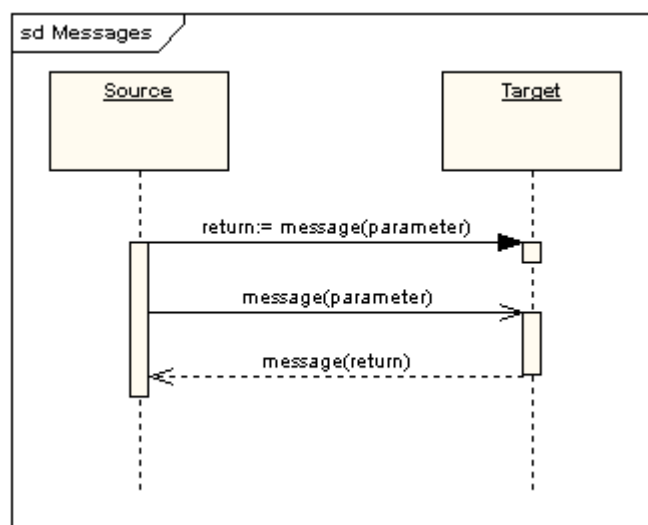 sd Messages
Source
Target
return:= message(parameter)
message(parameter)
message(return)